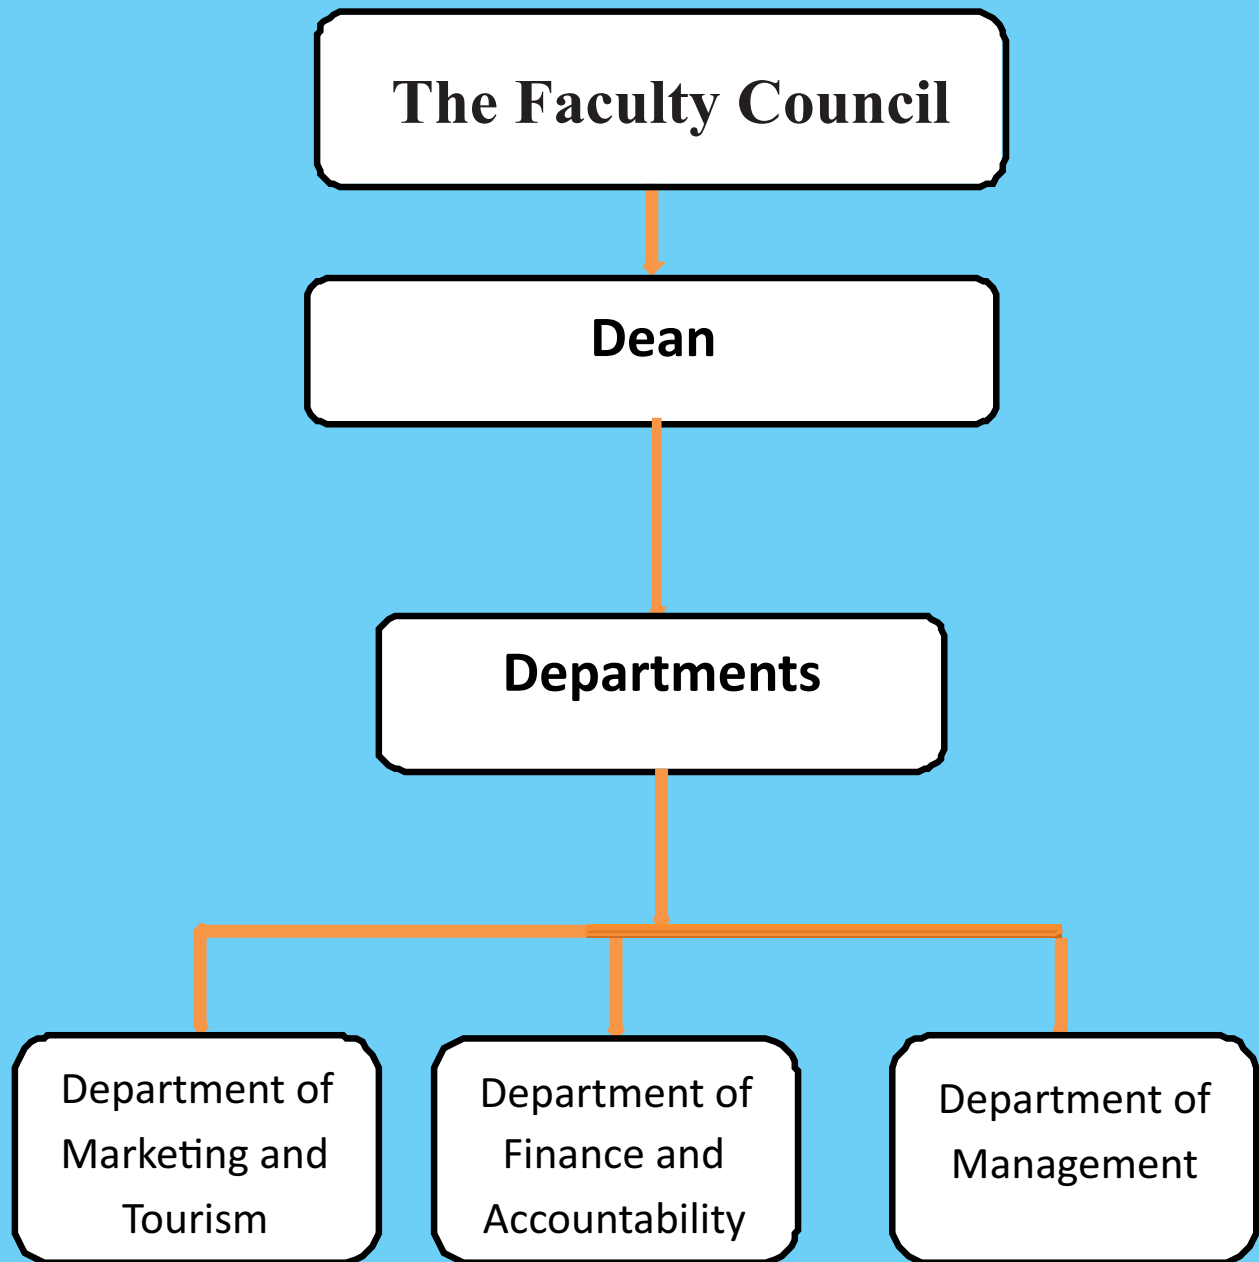 The Faculty Council
Dean
Departments
Department of
Marketing and
Tourism
Department of
Finance and
Accountability
Department of
Management